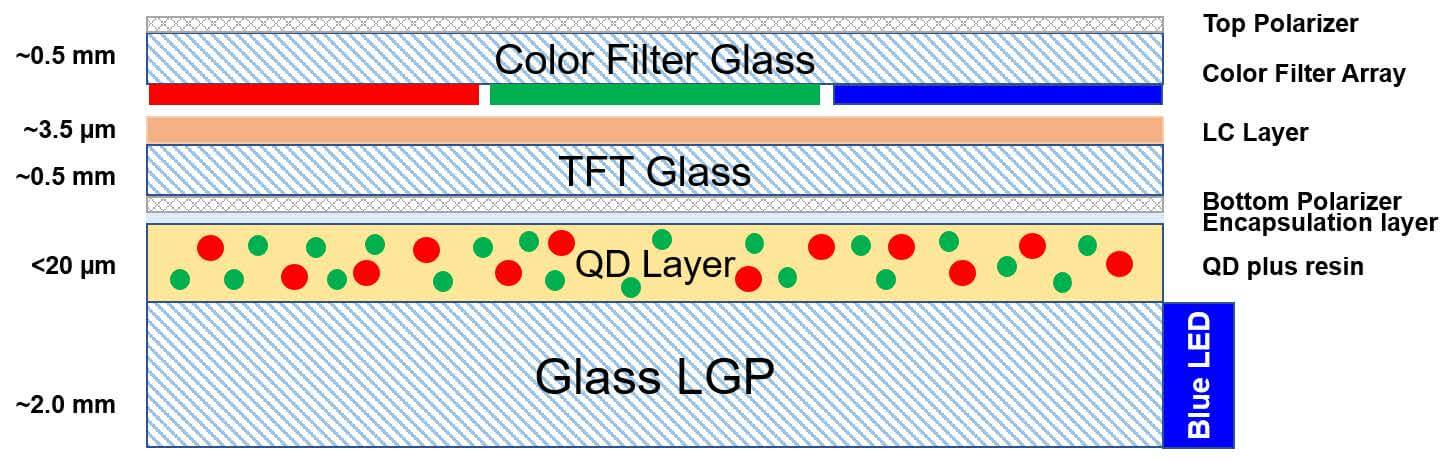 Top Polarizer
~0.5 mm
Color Filter Glass
Color Filter Array
~3.5 µm
LC Layer
~0.5 mm
TFT Glass
Bottom Polarizer
Encapsulation layer
<20 µm
QD Layer
QD plus resin
Glass LGP
Blue LED
~2.0 mm